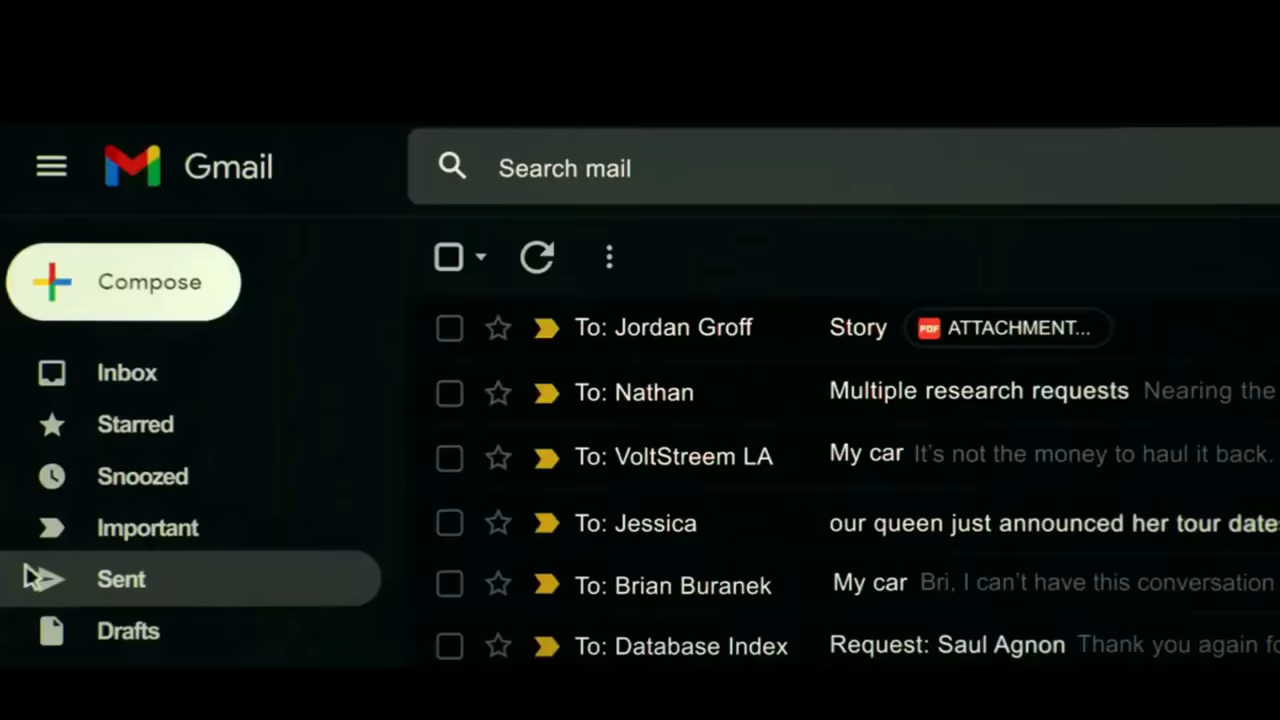 Gmail
Search mail
Compose
Inbox
Starred
Snoozed
Important
Sent
Drafts
To: Jordan Groff Story PDF ATTACHMENT...
To: Nathan Multiple research requests Nearing the
To: VoltStreem LA My car It's not the money to haul it back.
To: Jessica our queen just announced her tour date
To: Brian Buranek My car Bri, I can't have this conversation
To: Database Index Request: Saul Agnon Thank you again fo